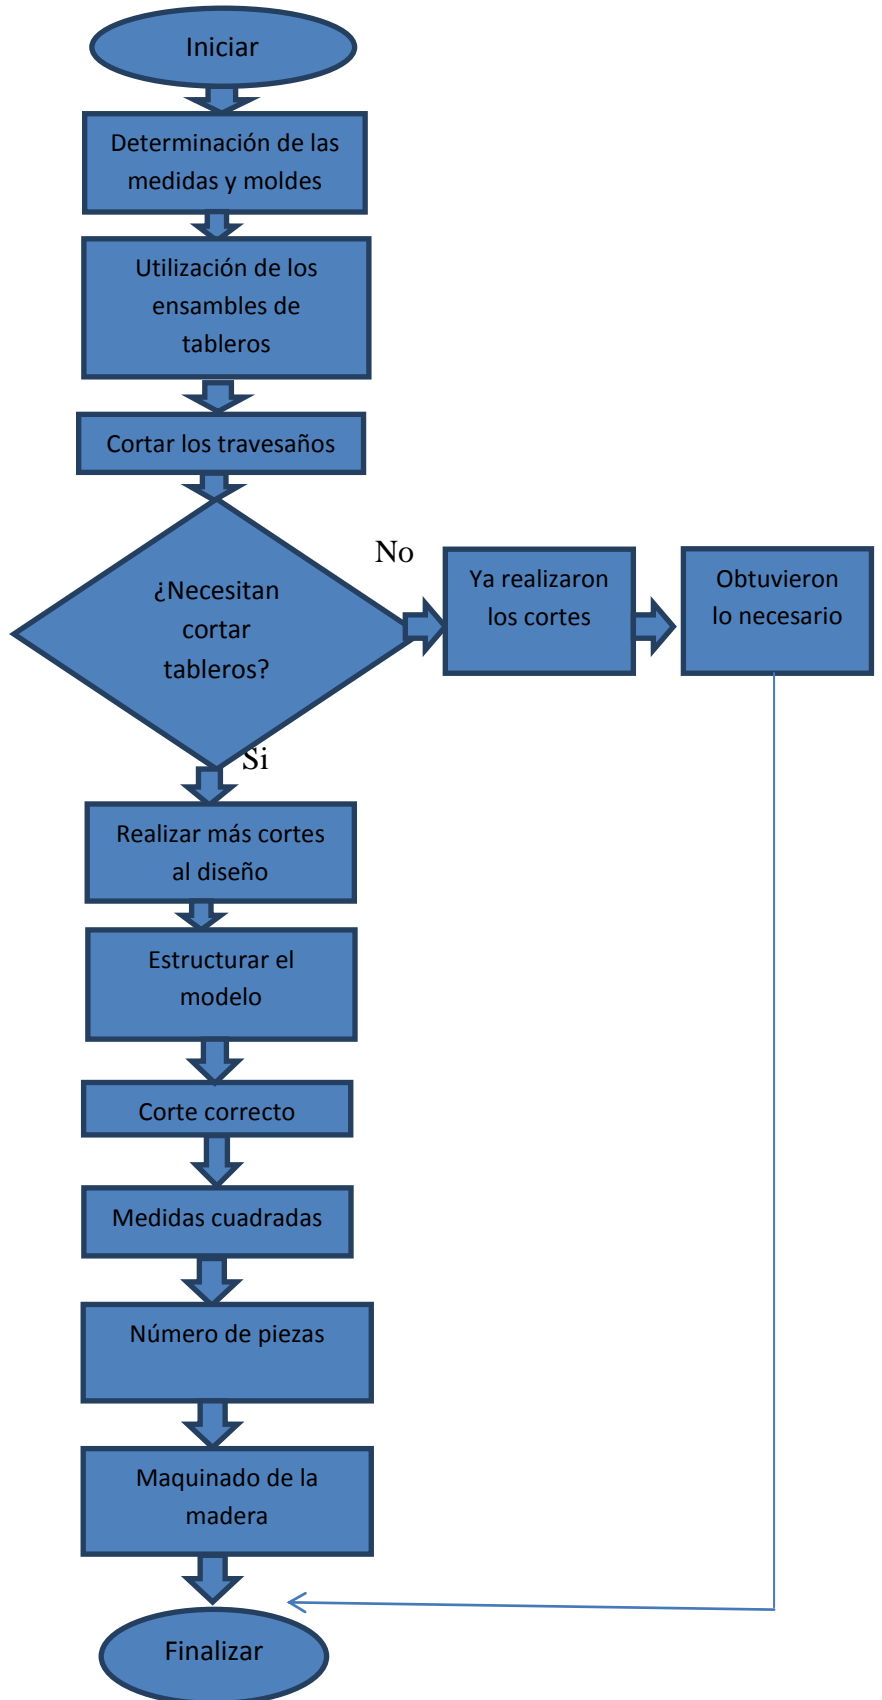 Iniciar
Determinación de las
medidas y moldes
Utilización de los
ensambles de
tableros
Cortar los travesaños
¿Necesitan
cortar
tableros?
No
Ya realizaron
los cortes
Obtuvieron
lo necesario
Si
Realizar más cortes
al diseño
Estructurar el
modelo
Corte correcto
Medidas cuadradas
Número de piezas
Maquinado de la
madera
Finalizar